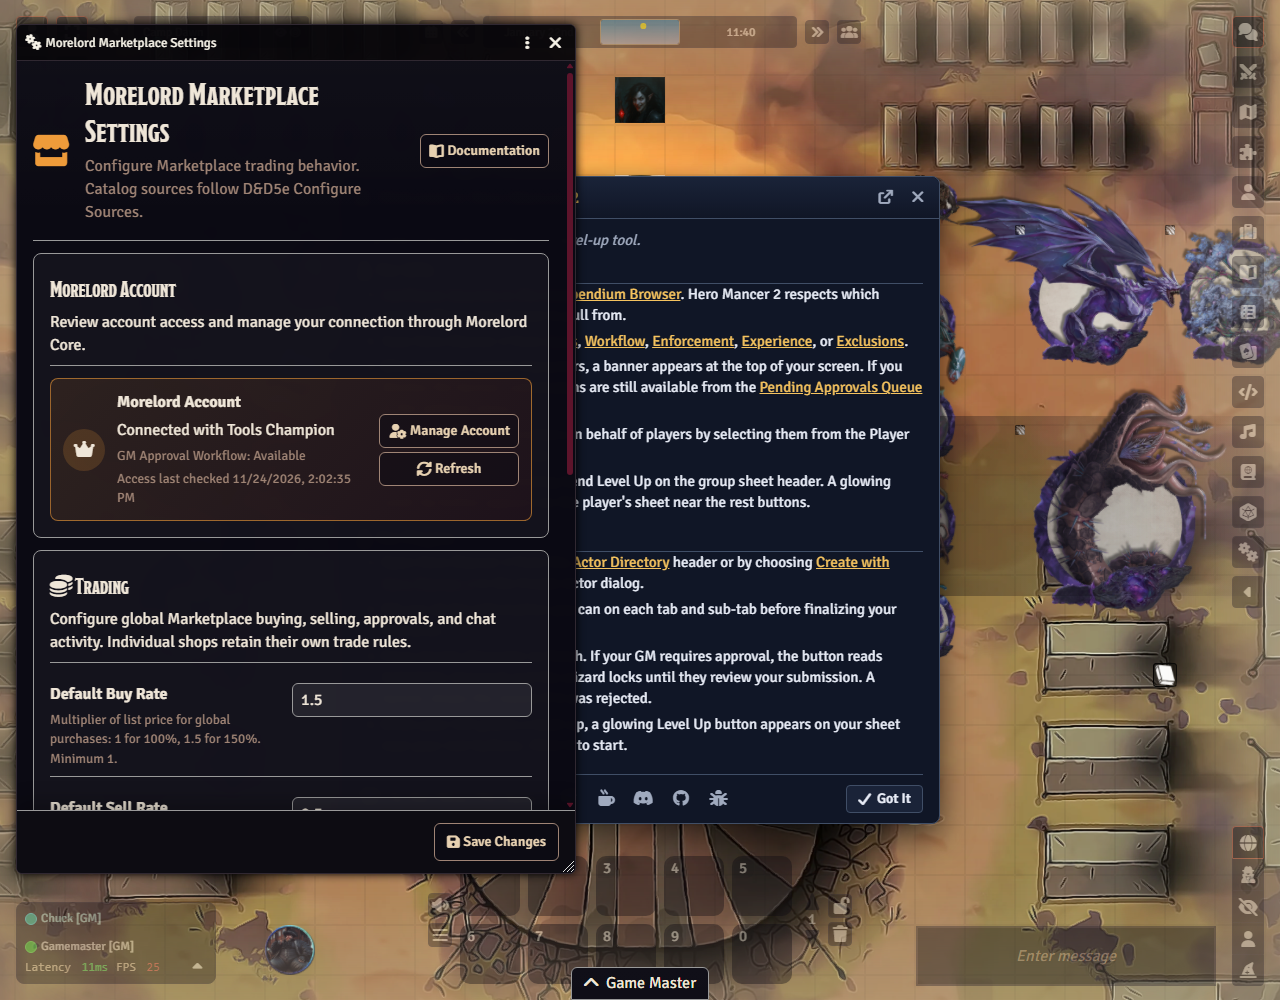 Morelord Marketplace Settings
11:40
Morelord Marketplace
Settings
Configure Marketplace trading behavior.
Catalog sources follow D&D5e Configure
Sources.
Documentation
Morelord Account
Review account access and manage your connection through Morelord
Core.
Morelord Account
Connected with Tools Champion
GM Approval Workflow: Available
Access last checked 11/24/2026, 2:02:35
PM
Manage Account
Refresh
Trading
Configure global Marketplace buying, selling, approvals, and chat
activity. Individual shops retain their own trade rules.
Default Buy Rate
1.5
Multiplier of list price for global
purchases: 1 for 100%, 1.5 for 150%.
Minimum 1.
Default Sell Rate
Save Changes
2
el-up tool.
pendium Browser. Hero Mancer 2 respects which
ull from.
, Workflow, Enforcement, Experience, or Exclusions.
rs, a banner appears at the top of your screen. If you
ns are still available from the Pending Approvals Queue
n behalf of players by selecting them from the Player
end Level Up on the group sheet header. A glowing
e player's sheet near the rest buttons.
Actor Directory header or by choosing Create with
ctor dialog.
can on each tab and sub-tab before finalizing your
h. If your GM requires approval, the button reads
izard locks until they review your submission. A
was rejected.
p, a glowing Level Up button appears on your sheet
to start.
Got It
3
4
5
6
7
8
9
0
1
Chuck [GM]
Gamemaster [GM]
Latency 11ms FPS 25
Game Master
Enter message